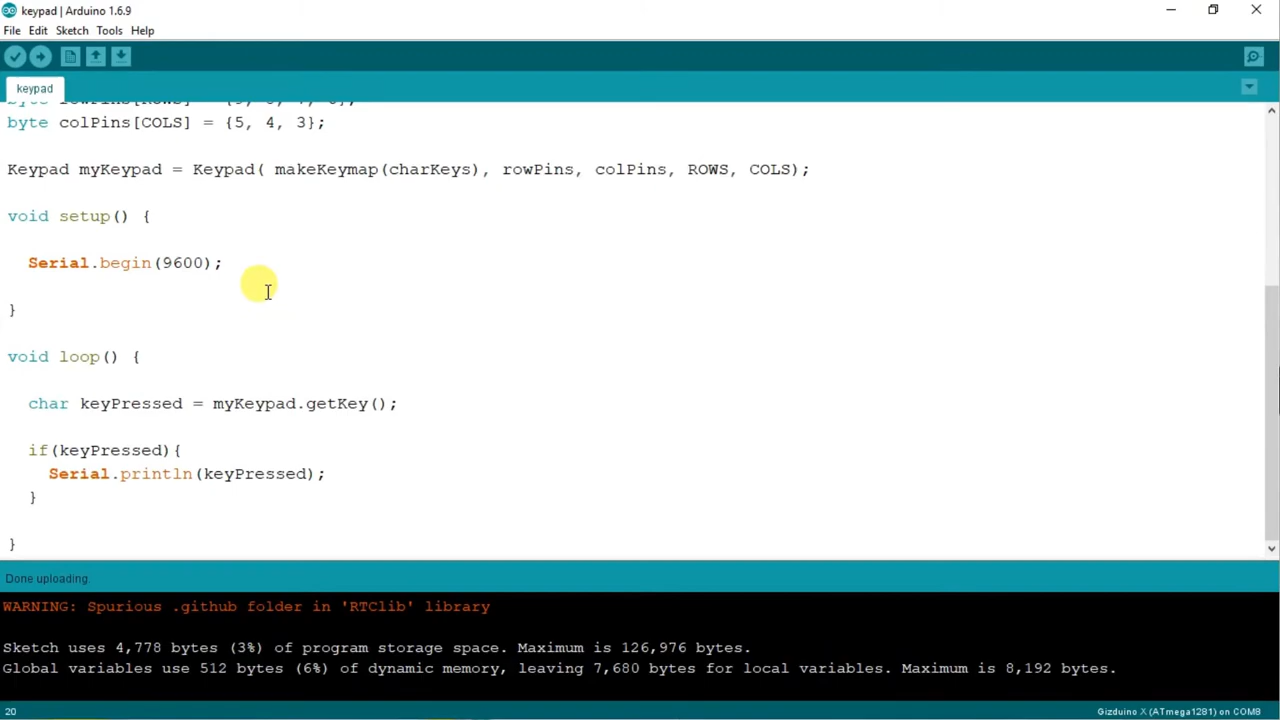 keypad | Arduino 1.6.9
File Edit Sketch Tools Help
keypad
byte colPins[COLS] = {5, 4, 3};
Keypad myKeypad = Keypad( makeKeymap(charKeys), rowPins, colPins, ROWS, COLS);
void setup() {
Serial.begin(9600);
}
void loop() {
char keyPressed = myKeypad.getKey();
if(keyPressed){
Serial.println(keyPressed);
}
}
Done uploading.
WARNING: Spurious .github folder in 'RTClib' library
Sketch uses 4,778 bytes (3%) of program storage space. Maximum is 126,976 bytes.
Global variables use 512 bytes (6%) of dynamic memory, leaving 7,680 bytes for local variables. Maximum is 8,192 bytes.
20
Gizduino X (ATmega1281) on COM8